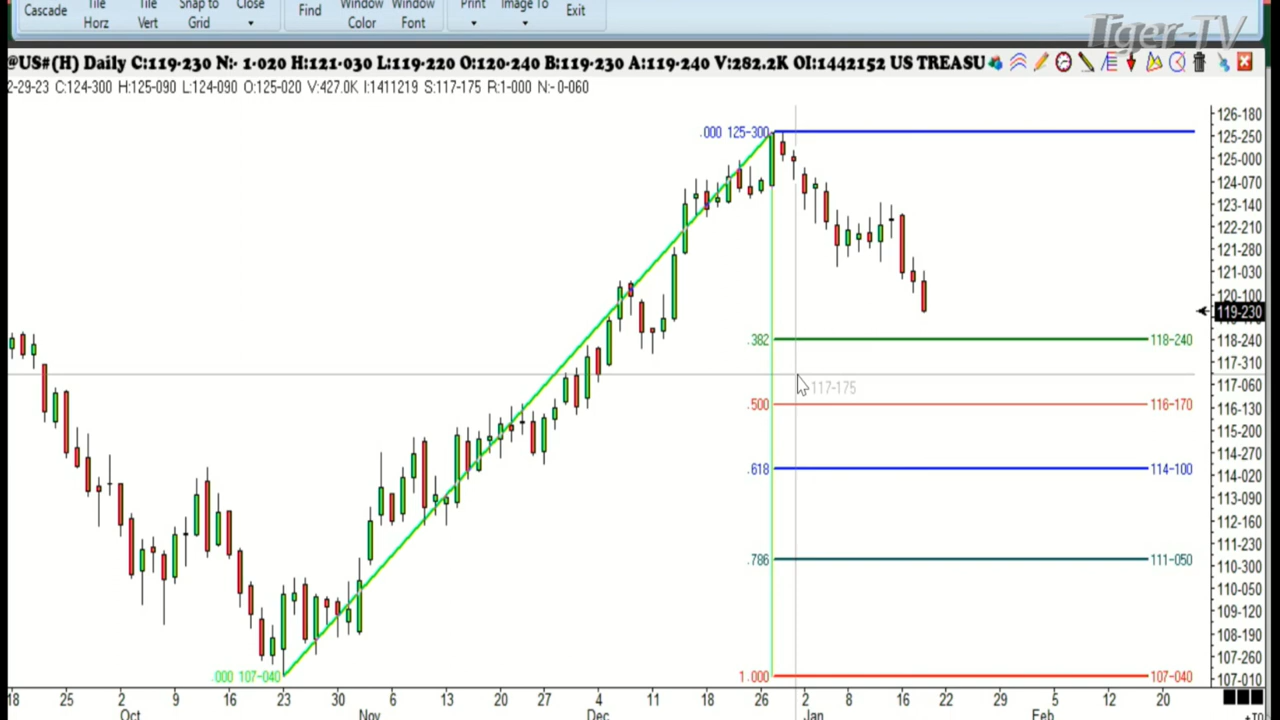 Cascade
Tile
Horz
Tile
Vert
Snap to
Grid
Close
Find
Window
Color
Window
Font
Print
Image To
Exit
Tiger-TV
@US#(H) Daily C:119-230 N:- 1-020 H:121-030 L:119-220 O:120-240 B:119-230 A:119-240 V:282.2K OI:1442152 US TREASU
2-29-23 C:124-300 H:125-090 L:124-090 O:125-020 V:427.0K I:1411219 S:117-175 R:1-000 N:- 0-060
126-180
.000 125-300
125-250
125-000
124-070
123-140
122-210
121-280
121-030
120-100
119-230
.382
118-240
118-240
117-310
117-175
117-060
.500
116-170
116-130
115-200
114-270
.618
114-100
114-020
113-090
112-160
111-230
.786
111-050
110-300
110-050
109-120
108-190
107-260
.000 107-040
1.000
107-040
107-010
18 25 2 9 16 23 30 6 13 20 27 4 11 18 26 2 8 16 22 29 5 12 20
Oct Nov Dec Jan Feb